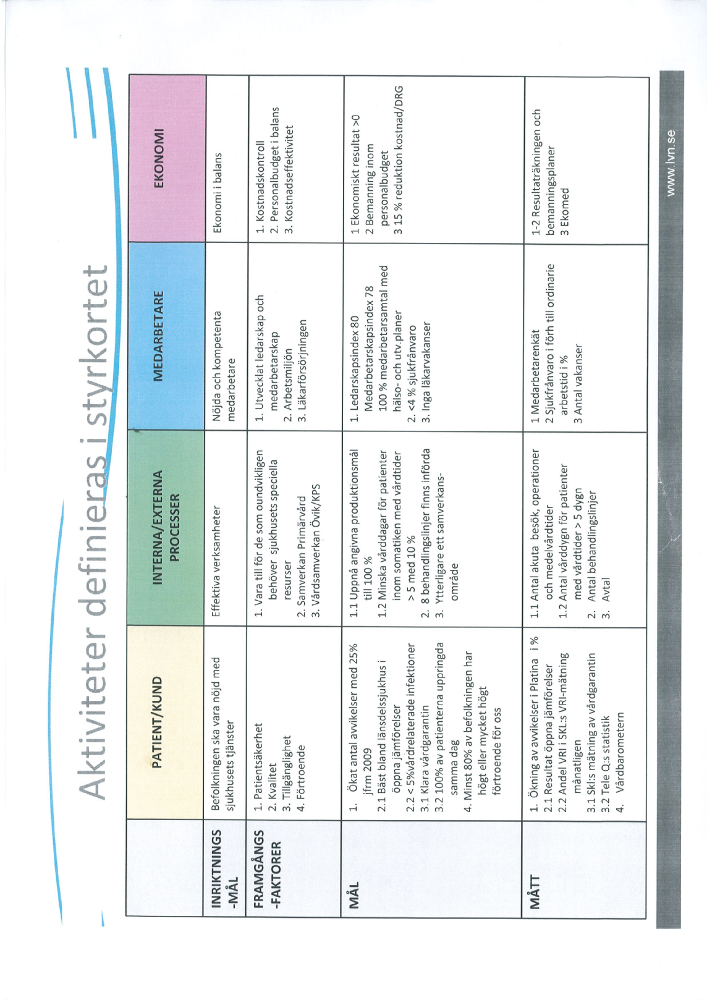 Aktiviteter definieras i styrkortet
PATIENT/KUND
INTERNA/EXTERNA
PROCESSER
MEDARBETARE
EKONOMI
INRIKTNINGS
-MÅL
Befolkningen ska vara nöjd med
sjukhusets tjänster
Effektiva verksamheter
Nöjda och kompetenta
medarbetare
Ekonomi i balans
FRAMGÅNGS
-FAKTORER
1. Patientsäkerhet
2. Kvalitet
3. Tillgänglighet
4. Förtroende
1. Vara till för de som oundvikligen
behöver sjukhusets speciella
resurser
2. Samverkan Primärvård
3. Vårdsamverkan Övik/KPS
1. Utvecklat ledarskap och
medarbetarskap
2. Arbetsmiljön
3. Läkarförsörjningen
1. Kostnadskontroll
2. Personalbudget i balans
3. Kostnadseffektivitet
MÅL
1. Ökat antal avvikelser med 25%
jfrm 2009
2.1 Bäst bland länsdelssjukhus i
öppna jämförelser
2.2 < 5%vårdrelaterade infektioner
3.1 Klara vårdgarantin
3.2 100% av patienterna uppringda
samma dag
4. Minst 80% av befolkningen har
högt eller mycket högt
förtroende för oss
1.1 Uppnå angivna produktionsmål
till 100 %
1.2 Minska vårddagar för patienter
inom somatiken med vårdtider
> 5 med 10 %
2. 8 behandlingslinjer finns införda
3. Ytterligare ett samverkans-
område
1. Ledarskapsindex 80
Medarbetarskapsindex 78
100 % medarbetarsamtal med
hälso- och utv.planer
2. <4 % sjukfrånvaro
3. Inga läkarvakanser
1 Ekonomiskt resultat >0
2 Bemanning inom
personalbudget
3 15 % reduktion kostnad/DRG
MÅTT
1. Ökning av avvikelser i Platina i %
2.1 Resultat öppna jämförelser
2.2 Andel VRI i SKL:s VRI-mätning
månatligen
3.1 Skl:s mätning av vårdgarantin
3.2 Tele Q:s statistik
4. Vårdbarometern
1.1 Antal akuta besök, operationer
och medelvårdtider
1.2 Antal vårddygn för patienter
med vårdtider > 5 dygn
2. Antal behandlingslinjer
3. Avtal
1 Medarbetarenkät
2 Sjukfrånvaro i förh till ordinarie
arbetstid i %
3 Antal vakanser
1-2 Resultaträkningen och
bemanningsplaner
3 Ekomed
www.lvn.se